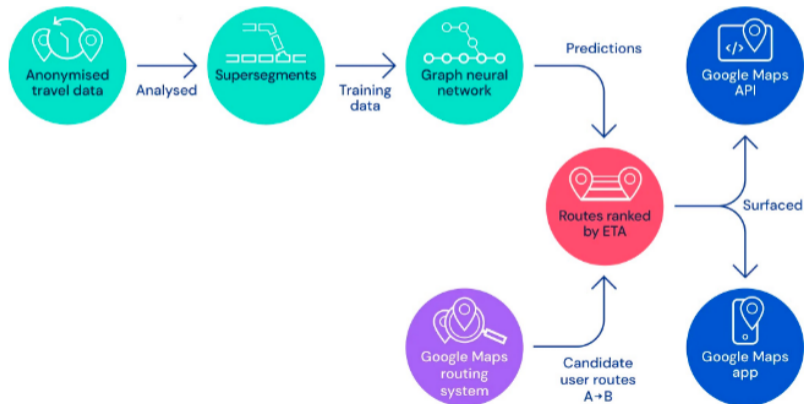 Anonymised
travel data
Analysed
Supersegments
Training
data
Graph neural
network
Predictions
</>
Google Maps
API
Routes ranked
by ETA
Surfaced
Google Maps
routing
system
Candidate
user routes
A→B
Google Maps
app